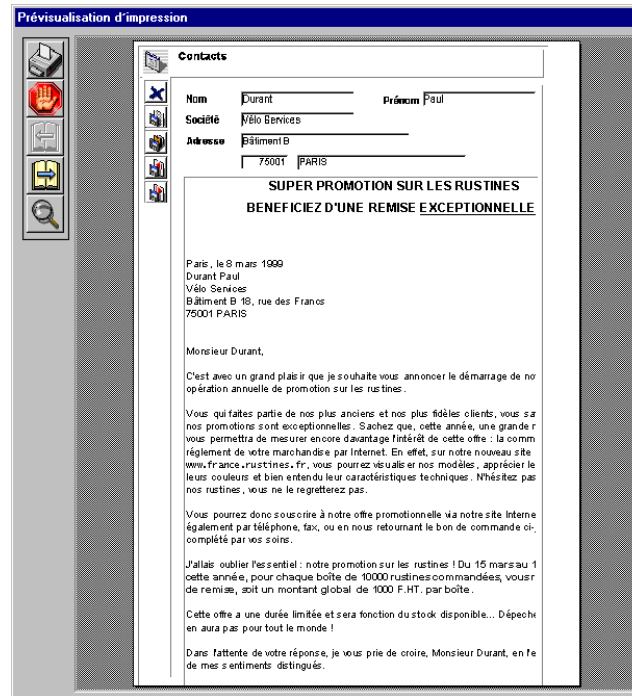 Prévisualisation d'impression
Contacts
Nom Durant Prénom Paul
Société Vélo Services
Adresse Bâtiment B
75001 PARIS
SUPER PROMOTION SUR LES RUSTINES
BENEFICIEZ D'UNE REMISE EXCEPTIONNELLE
Paris, le 8 mars 1999
Durant Paul
Vélo Services
Bâtiment B 18, rue des Francs
75001 PARIS
Monsieur Durant,
C'est avec un grand plaisir que je souhaite vous annoncer le démarrage de no
opération annuelle de promotion sur les rustines.
Vous qui faites partie de nos plus anciens et nos plus fidèles clients, vous sa
nos promotions sont exceptionnelles. Sachez que, cette année, une grande r
vous permettra de mesurer encore davantage l'intérêt de cette offre : la comm
réglement de votre marchandise par Internet. En effet, sur notre nouveau site
www.france.rustines.fr, vous pourrez visualiser nos modèles, apprécier le
leurs couleurs et bien entendu leur caractéristiques techniques. N'hésitez pas
nos rustines, vous ne le regretterez pas.
Vous pourrez donc souscrire à notre offre promotionnelle via notre site Interne
également par téléphone, fax, ou en nous retournant le bon de commande ci-
complété par vos soins.
J'allais oublier l'essentiel : notre promotion sur les rustines ! Du 15 mars au 1
cette année, pour chaque boîte de 10000 rustines commandées, vous r
de remise, soit un montant global de 1000 F.HT. par boîte.
Cette offre a une durée limitée et sera fonction du stock disponible... Dépeche
en aura pas pour tout le monde !
Dans l'attente de votre réponse, je vous prie de croire, Monsieur Durant, en l'e
de mes sentiments distingués.